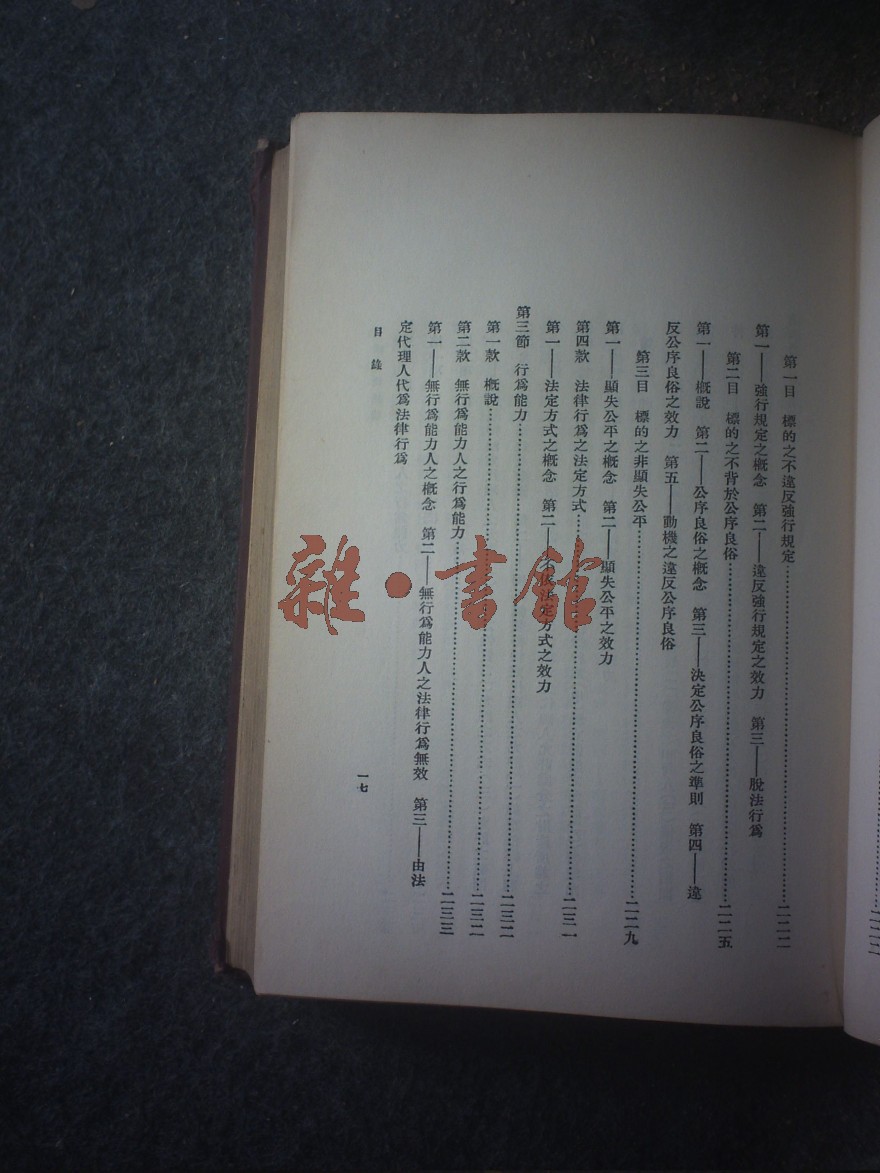 第一目　標的之不違反強行規定……二二二
第一——強行規定之概念　第二——違反強行規定之效力　第三——脫法行爲
第二目　標的之不背於公序良俗……二二五
第一——概說　第二——公序良俗之概念　第三——決定公序良俗之準則　第四——違
反公序良俗之效力　第五——動機之違反公序良俗
第三目　標的之非顯失公平……二二九
第一——顯失公平之概念　第二——顯失公平之效力
第四款　法律行爲之法定方式……二三一
第一——法定方式之概念　第二——不依法定方式之效力
第三節　行爲能力……二三二
第一款　概說……二三二
第二款　無行爲能力人之行爲能力……二三三
第一——無行爲能力人之概念　第二——無行爲能力人之法律行爲無效　第三——由法
定代理人代爲法律行爲
目錄
一七
雜·書館